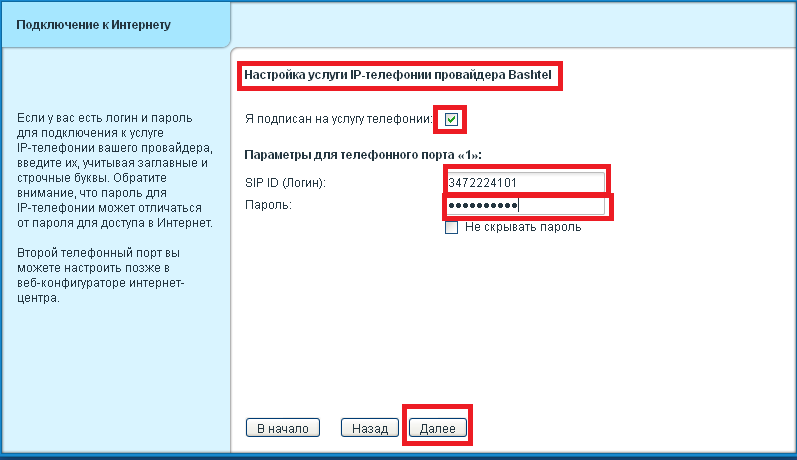 Подключение к Интернету
Если у вас есть логин и пароль
для подключения к услуге
IP-телефонии вашего провайдера,
введите их, учитывая заглавные и
строчные буквы. Обратите
внимание, что пароль для
IP-телефонии может отличаться
от пароля для доступа в Интернет.
Второй телефонный порт вы
можете настроить позже в
веб-конфигураторе интернет-
центра.
Настройка услуги IP-телефонии провайдера Bashtel
Я подписан на услугу телефонии:
Параметры для телефонного порта «1»:
SIP ID (Логин): 3472224101
Пароль: ●●●●●●●●●●
Не скрывать пароль
В начало Назад Далее